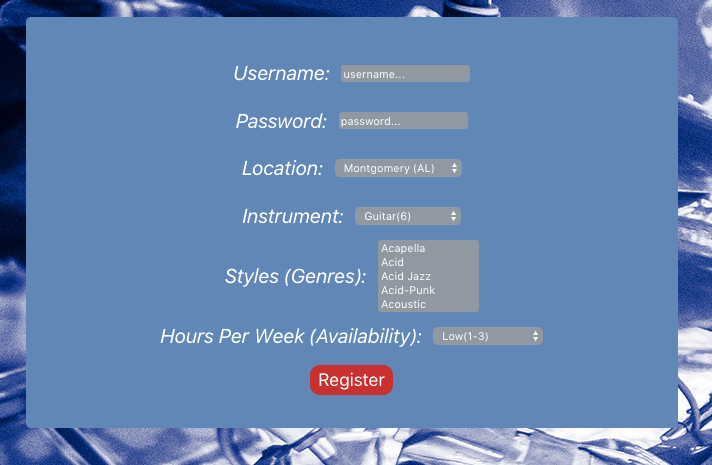 Username: username...
Password: password...
Location: Montgomery (AL)
Instrument: Guitar(6)
Styles (Genres): Acapella
Acid
Acid Jazz
Acid-Punk
Acoustic
Hours Per Week (Availability): Low(1-3)
Register